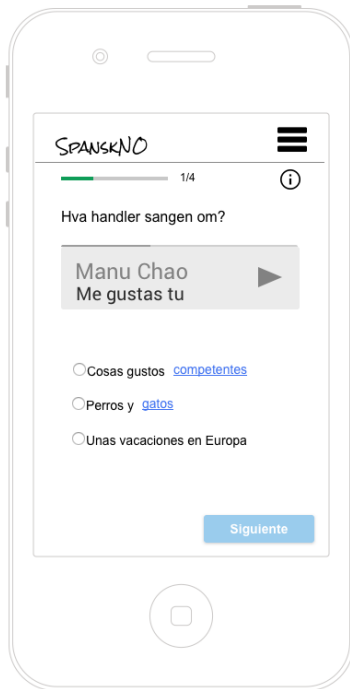 SpanskNO
1/4
Hva handler sangen om?
Manu Chao
Me gustas tu
Cosas gustos competentes
Perros y gatos
Unas vacaciones en Europa
Siguiente